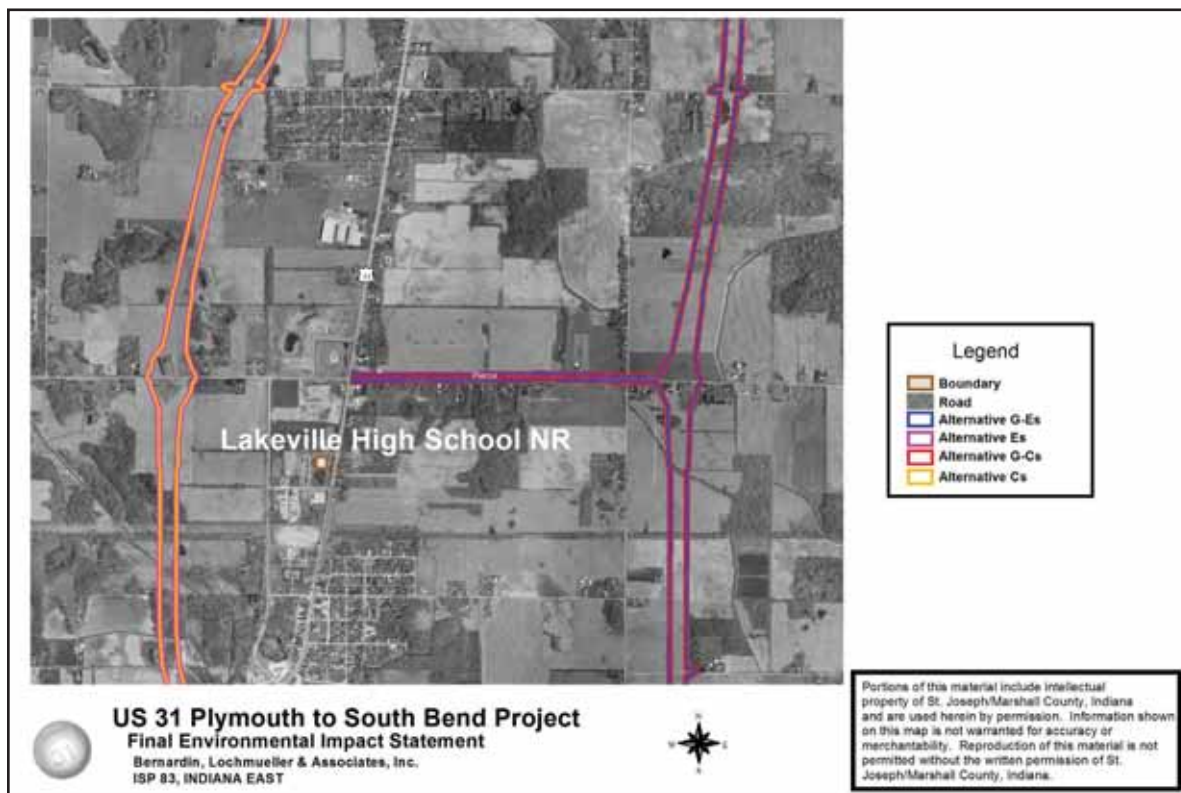 31
Pierce
Lakeville High School NR
Legend
Boundary
Road
Alternative G-Es
Alternative Es
Alternative G-Cs
Alternative Cs
US 31 Plymouth to South Bend Project
Final Environmental Impact Statement
Bernardin, Lochmueller & Associates, Inc.
ISP 83, INDIANA EAST
N
W
E
S
Portions of this material include intellectual
property of St. Joseph/Marshall County, Indiana
and are used herein by permission. Information shown
on this map is not warranted for accuracy or
merchantability. Reproduction of this material is not
permitted without the written permission of St.
Joseph/Marshall County, Indiana.